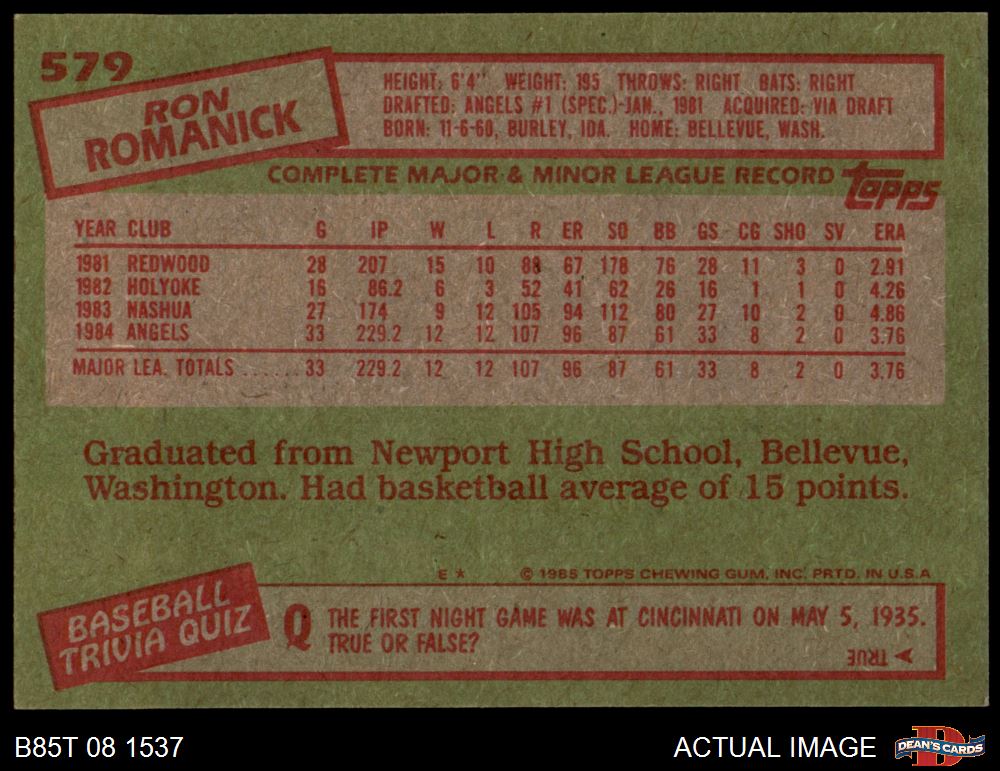 579
RON
ROMANICK
HEIGHT: 6'4" WEIGHT: 195 THROWS: RIGHT BATS: RIGHT
DRAFTED: ANGELS #1 (SPEC.)-JAN., 1981 ACQUIRED: VIA DRAFT
BORN: 11-6-60, BURLEY, IDA. HOME: BELLEVUE, WASH.
COMPLETE MAJOR & MINOR LEAGUE RECORD topps
YEAR CLUB G IP W L R ER SO BB GS CG SHO SV ERA
1981 REDWOOD 28 207 15 10 88 67 178 76 28 11 3 0 2.91
1982 HOLYOKE 16 86.2 6 3 52 41 62 26 16 1 1 0 4.26
1983 NASHUA 27 174 9 12 105 94 112 80 27 10 2 0 4.86
1984 ANGELS 33 229.2 12 12 107 96 87 61 33 8 2 0 3.76
MAJOR LEA. TOTALS ...... 33 229.2 12 12 107 96 87 61 33 8 2 0 3.76
Graduated from Newport High School, Bellevue,
Washington. Had basketball average of 15 points.
E * © 1985 TOPPS CHEWING GUM, INC. PRTD. IN U.S.A
BASEBALL
TRIVIA QUIZ
Q THE FIRST NIGHT GAME WAS AT CINCINNATI ON MAY 5, 1935.
TRUE OR FALSE?
A TRUE
B85T 08 1537 ACTUAL IMAGE DEAN'S CARDS